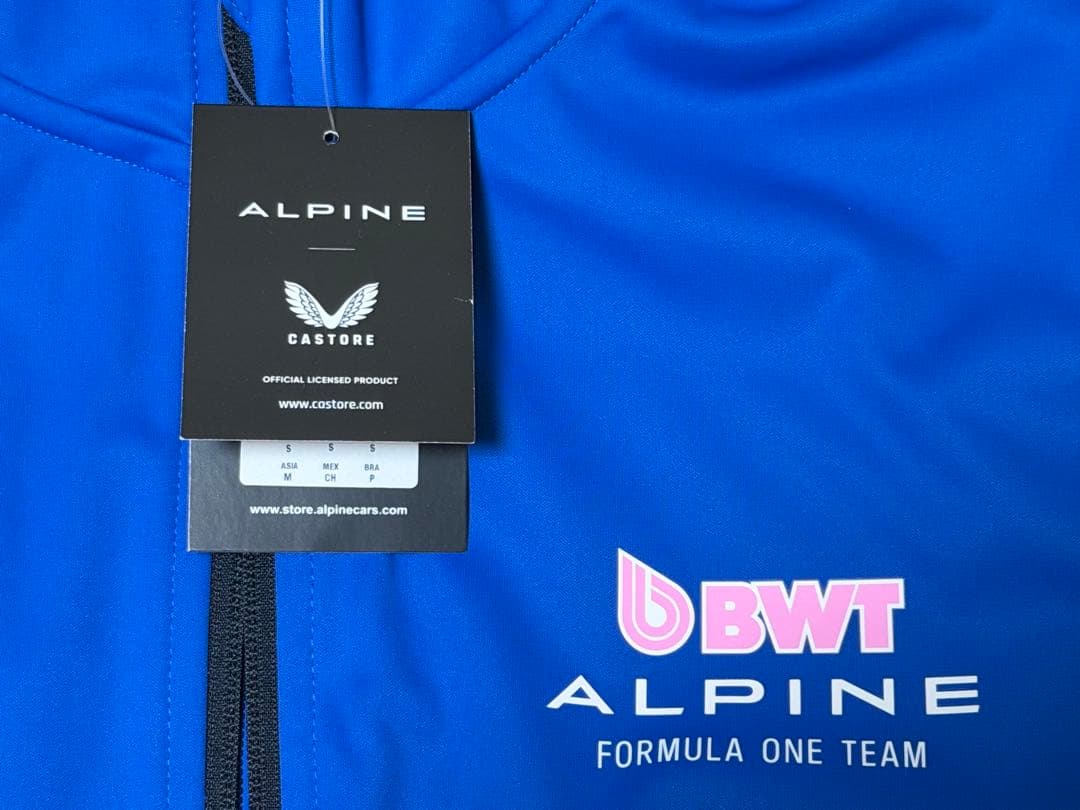 ALPINE
CASTORE
OFFICIAL LICENSED PRODUCT
www.castore.com
S S S
ASIA MEX BRA
M CH P
www.store.alpinecars.com
BWT
ALPINE
FORMULA ONE TEAM